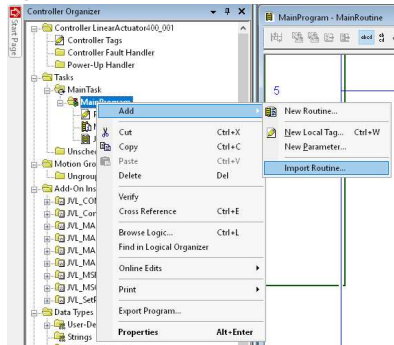 Controller Organizer
Start Page
Controller LinearActuator400_001
Controller Tags
Controller Fault Handler
Power-Up Handler
Tasks
MainTask
MainProgram
Unsched
Motion Gro
Ungroup
Add-On Ins
JVL_COM
JVL_Con
JVL_MA
JVL_MA
JVL_MA
JVL_MA
JVL_MSI
JVL_MS
JVL_SetP
Data Types
User-De
Strings
Add
Cut Ctrl+X
Copy Ctrl+C
Paste Ctrl+V
Delete Del
Verify
Cross Reference Ctrl+E
Browse Logic... Ctrl+L
Find in Logical Organizer
Online Edits
Print
Export Program...
Properties Alt+Enter
MainProgram - MainRoutine
5
New Routine...
New Local Tag... Ctrl+W
New Parameter...
Import Routine...